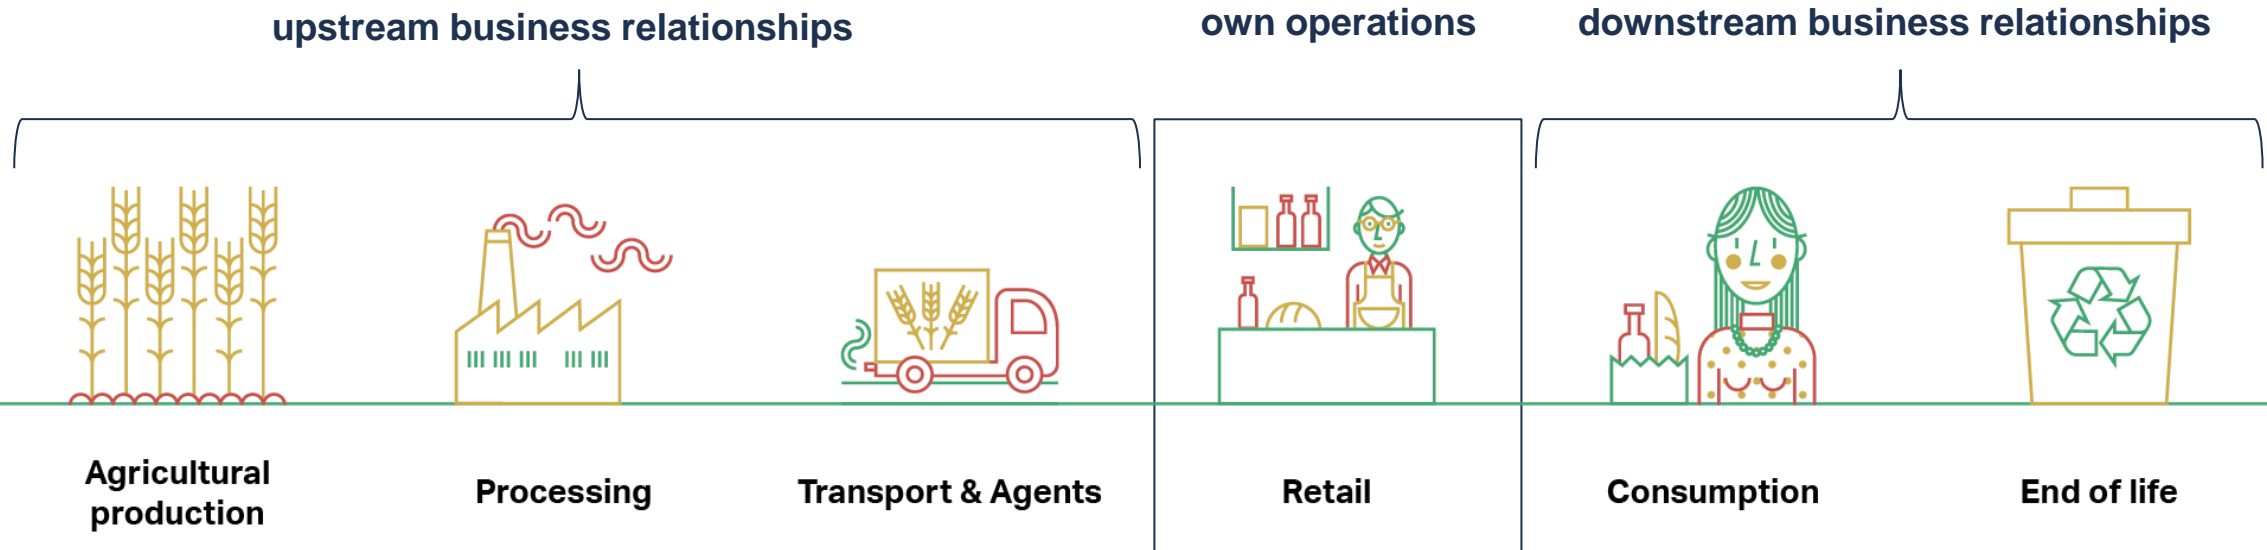 upstream business relationships
own operations
downstream business relationships
Agricultural
production
Processing
Transport & Agents
Retail
Consumption
End of life